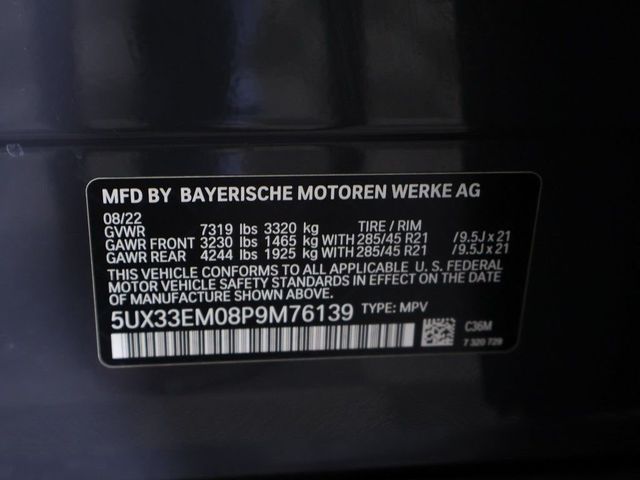 MFD BY BAYERISCHE MOTOREN WERKE AG
08/22
GVWR 7319 lbs 3320 kg TIRE / RIM
GAWR FRONT 3230 lbs 1465 kg WITH 285/45 R21 /9.5J x 21
GAWR REAR 4244 lbs 1925 kg WITH 285/45 R21 /9.5J x 21
THIS VEHICLE CONFORMS TO ALL APPLICABLE U. S. FEDERAL
MOTOR VEHICLE SAFETY STANDARDS IN EFFECT ON THE DATE
OF MANUFACTURE SHOWN ABOVE.
5UX33EM08P9M76139 TYPE: MPV
C36M
7 320 729